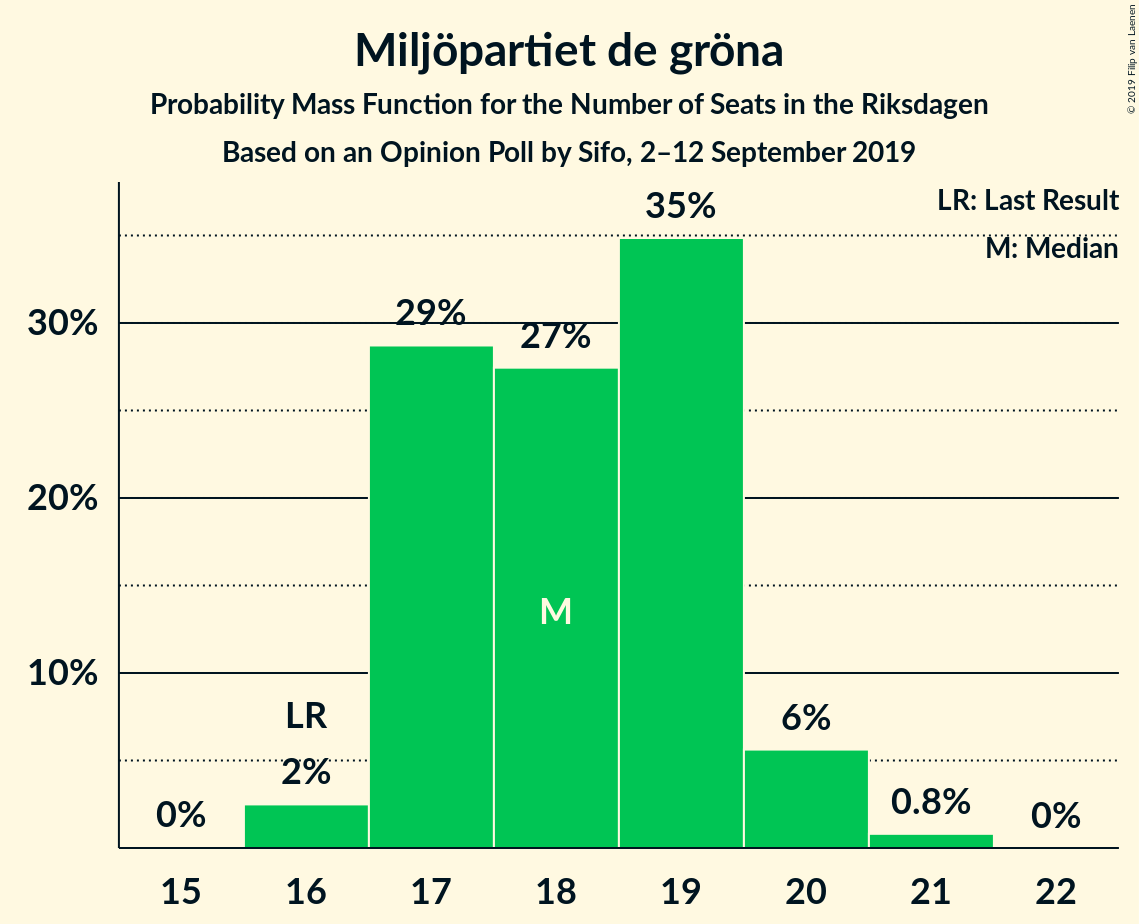 Miljöpartiet de gröna
Probability Mass Function for the Number of Seats in the Riksdagen
Based on an Opinion Poll by Sifo, 2–12 September 2019
© 2019 Filip van Laenen
LR: Last Result
M: Median
35%
29%
27%
30%
20%
M
10%
LR
2%
6%
0%
0.8%
0%
15 16 17 18 19 20 21 22